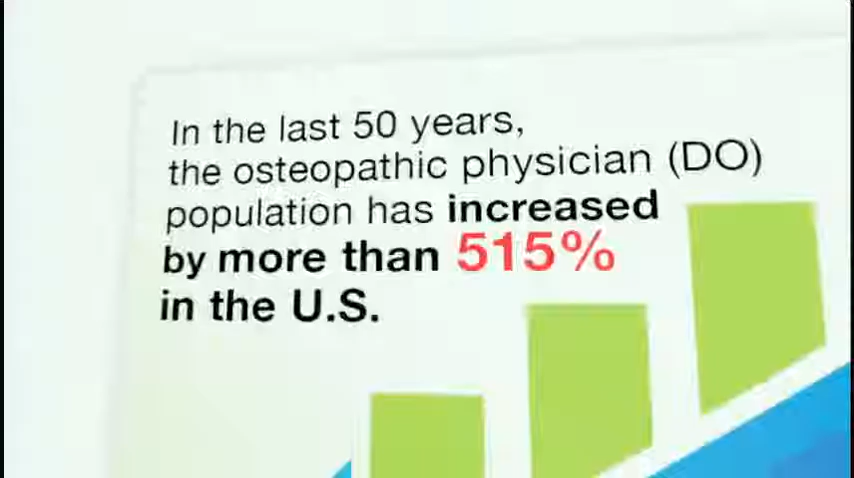 In the last 50 years,
the osteopathic physician (DO)
population has increased
by more than 515%
in the U.S.